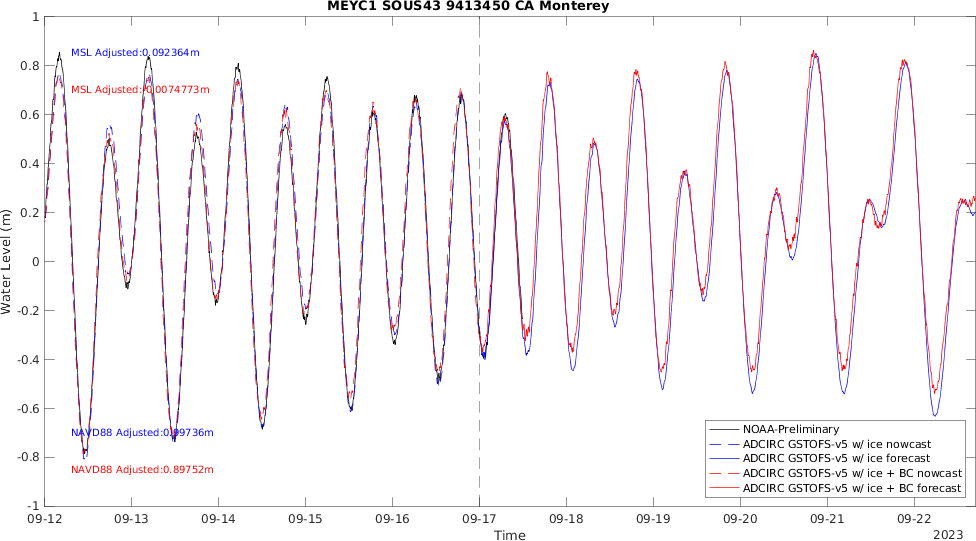 MEYC1 SOUS43 9413450 CA Monterey
Water Level (m)
1
0.8
0.6
0.4
0.2
0
-0.2
-0.4
-0.6
-0.8
-1
MSL Adjusted:0.092364m
MSL Adjusted:0.0074773m
NAVD88 Adjusted:0.99736m
NAVD88 Adjusted:0.89752m
NOAA-Preliminary
ADCIRC GSTOFS-v5 w/ ice nowcast
ADCIRC GSTOFS-v5 w/ ice forecast
ADCIRC GSTOFS-v5 w/ ice + BC nowcast
ADCIRC GSTOFS-v5 w/ ice + BC forecast
09-12 09-13 09-14 09-15 09-16 09-17 09-18 09-19 09-20 09-21 09-22
Time
2023